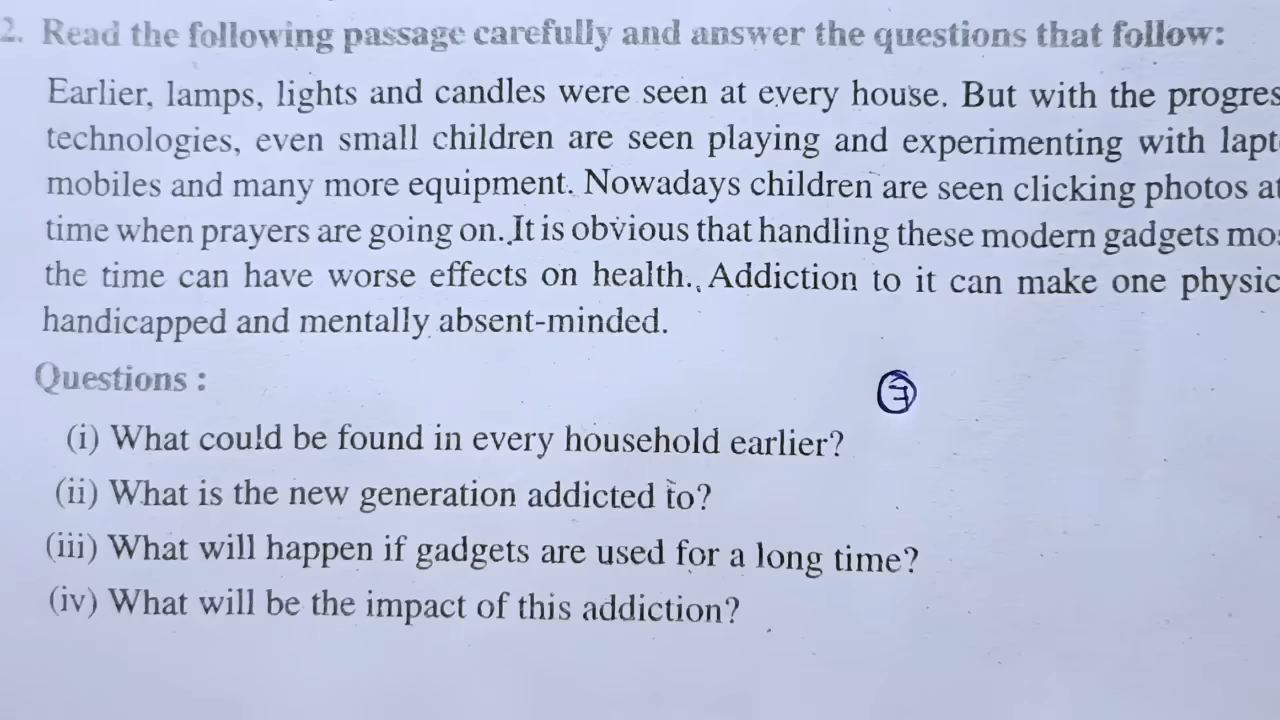 2. Read the following passage carefully and answer the questions that follow:
Earlier, lamps, lights and candles were seen at every house. But with the progres
technologies, even small children are seen playing and experimenting with lapt
mobiles and many more equipment. Nowadays children are seen clicking photos at
time when prayers are going on. It is obvious that handling these modern gadgets mos
the time can have worse effects on health. Addiction to it can make one physic
handicapped and mentally absent-minded.
Questions :
(i) What could be found in every household earlier?
(ii) What is the new generation addicted to?
(iii) What will happen if gadgets are used for a long time?
(iv) What will be the impact of this addiction?